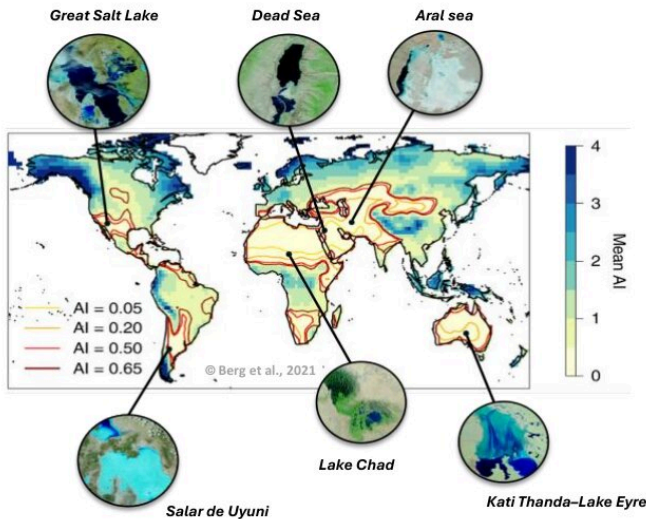 Great Salt Lake
Dead Sea
Aral sea
4
3
2
1
0
Mean AI
AI = 0.05
AI = 0.20
AI = 0.50
AI = 0.65
© Berg et al., 2021
Lake Chad
Salar de Uyuni
Kati Thanda–Lake Eyre